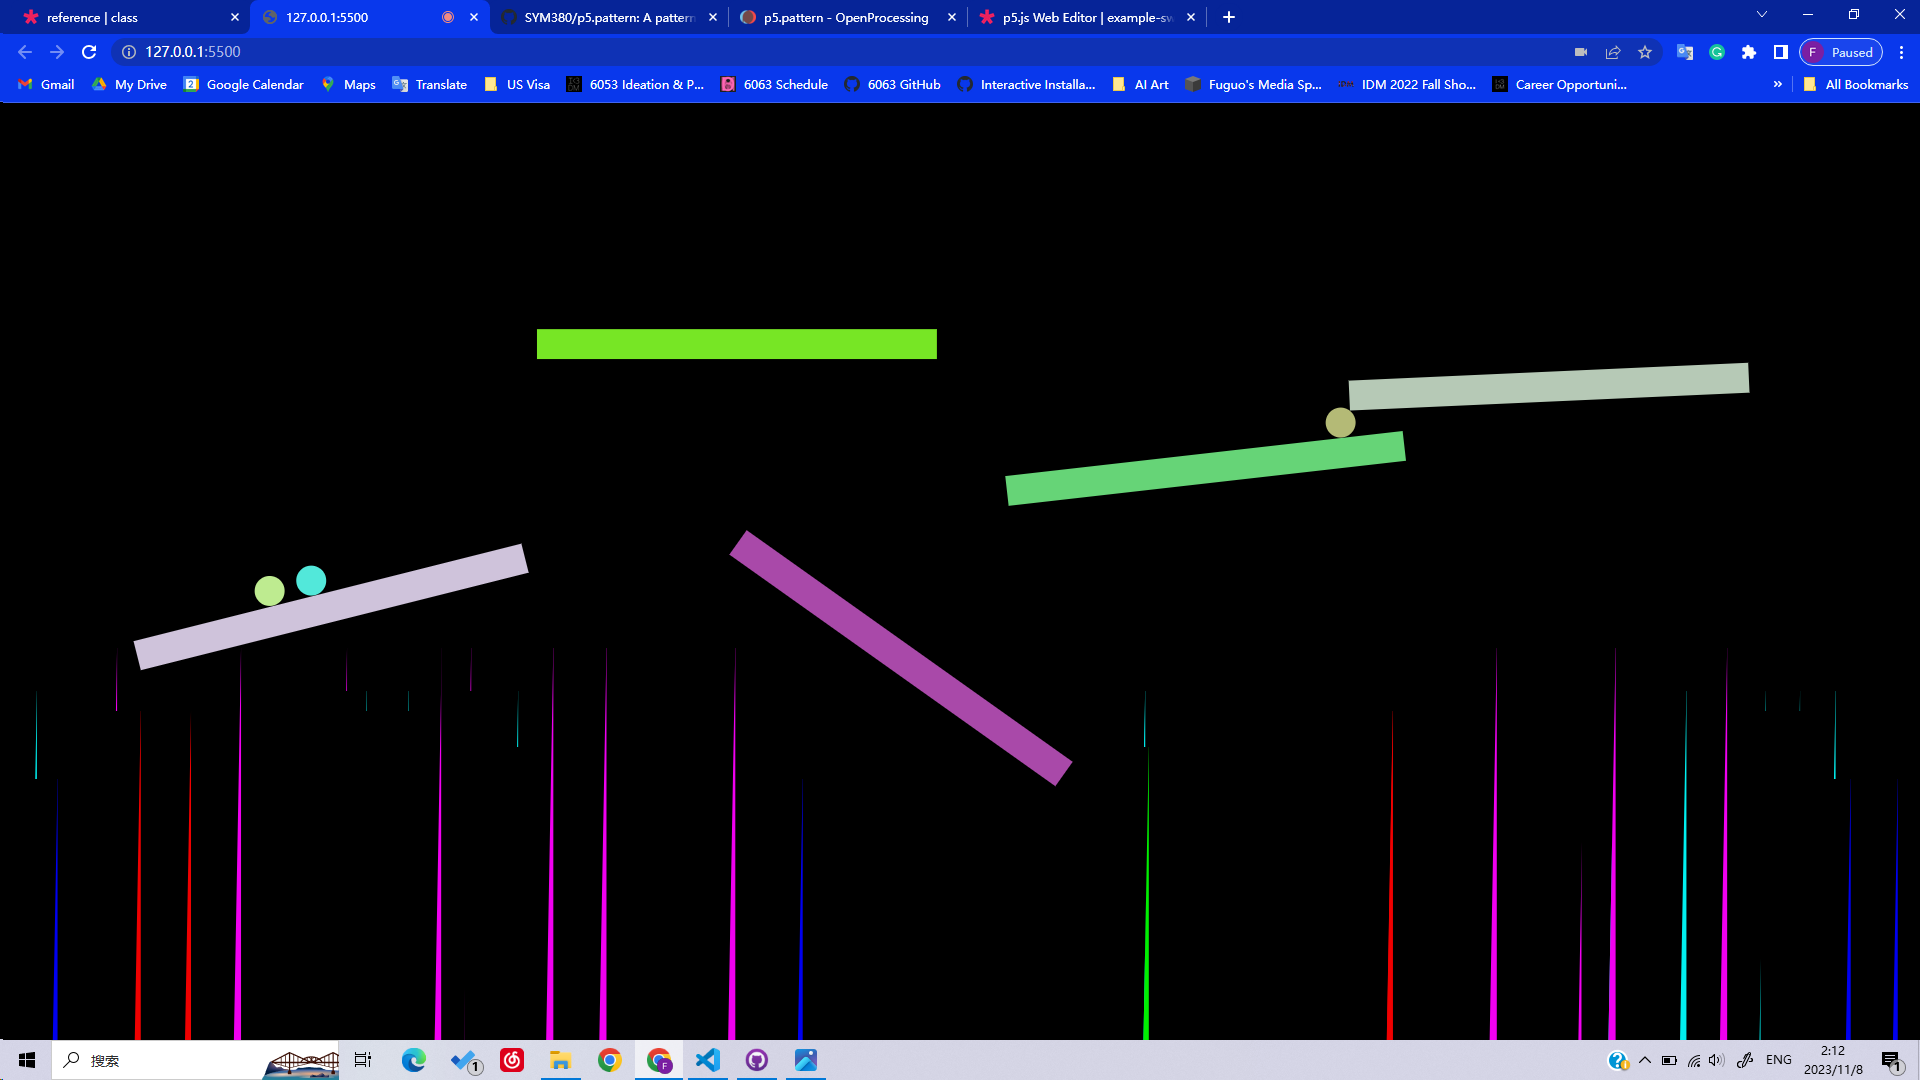 reference | class
127.0.0.1:5500
SYM380/p5.pattern: A pattern
p5.pattern - OpenProcessing
p5.js Web Editor | example-sw
127.0.0.1:5500
F Paused
Gmail
My Drive
Google Calendar
Maps
Translate
US Visa
6053 Ideation & P...
6063 Schedule
6063 GitHub
Interactive Installa...
AI Art
Fuguo's Media Sp...
IDM 2022 Fall Sho...
Career Opportuni...
»
All Bookmarks
搜索
1
F
ENG
2:12
2023/11/8
1